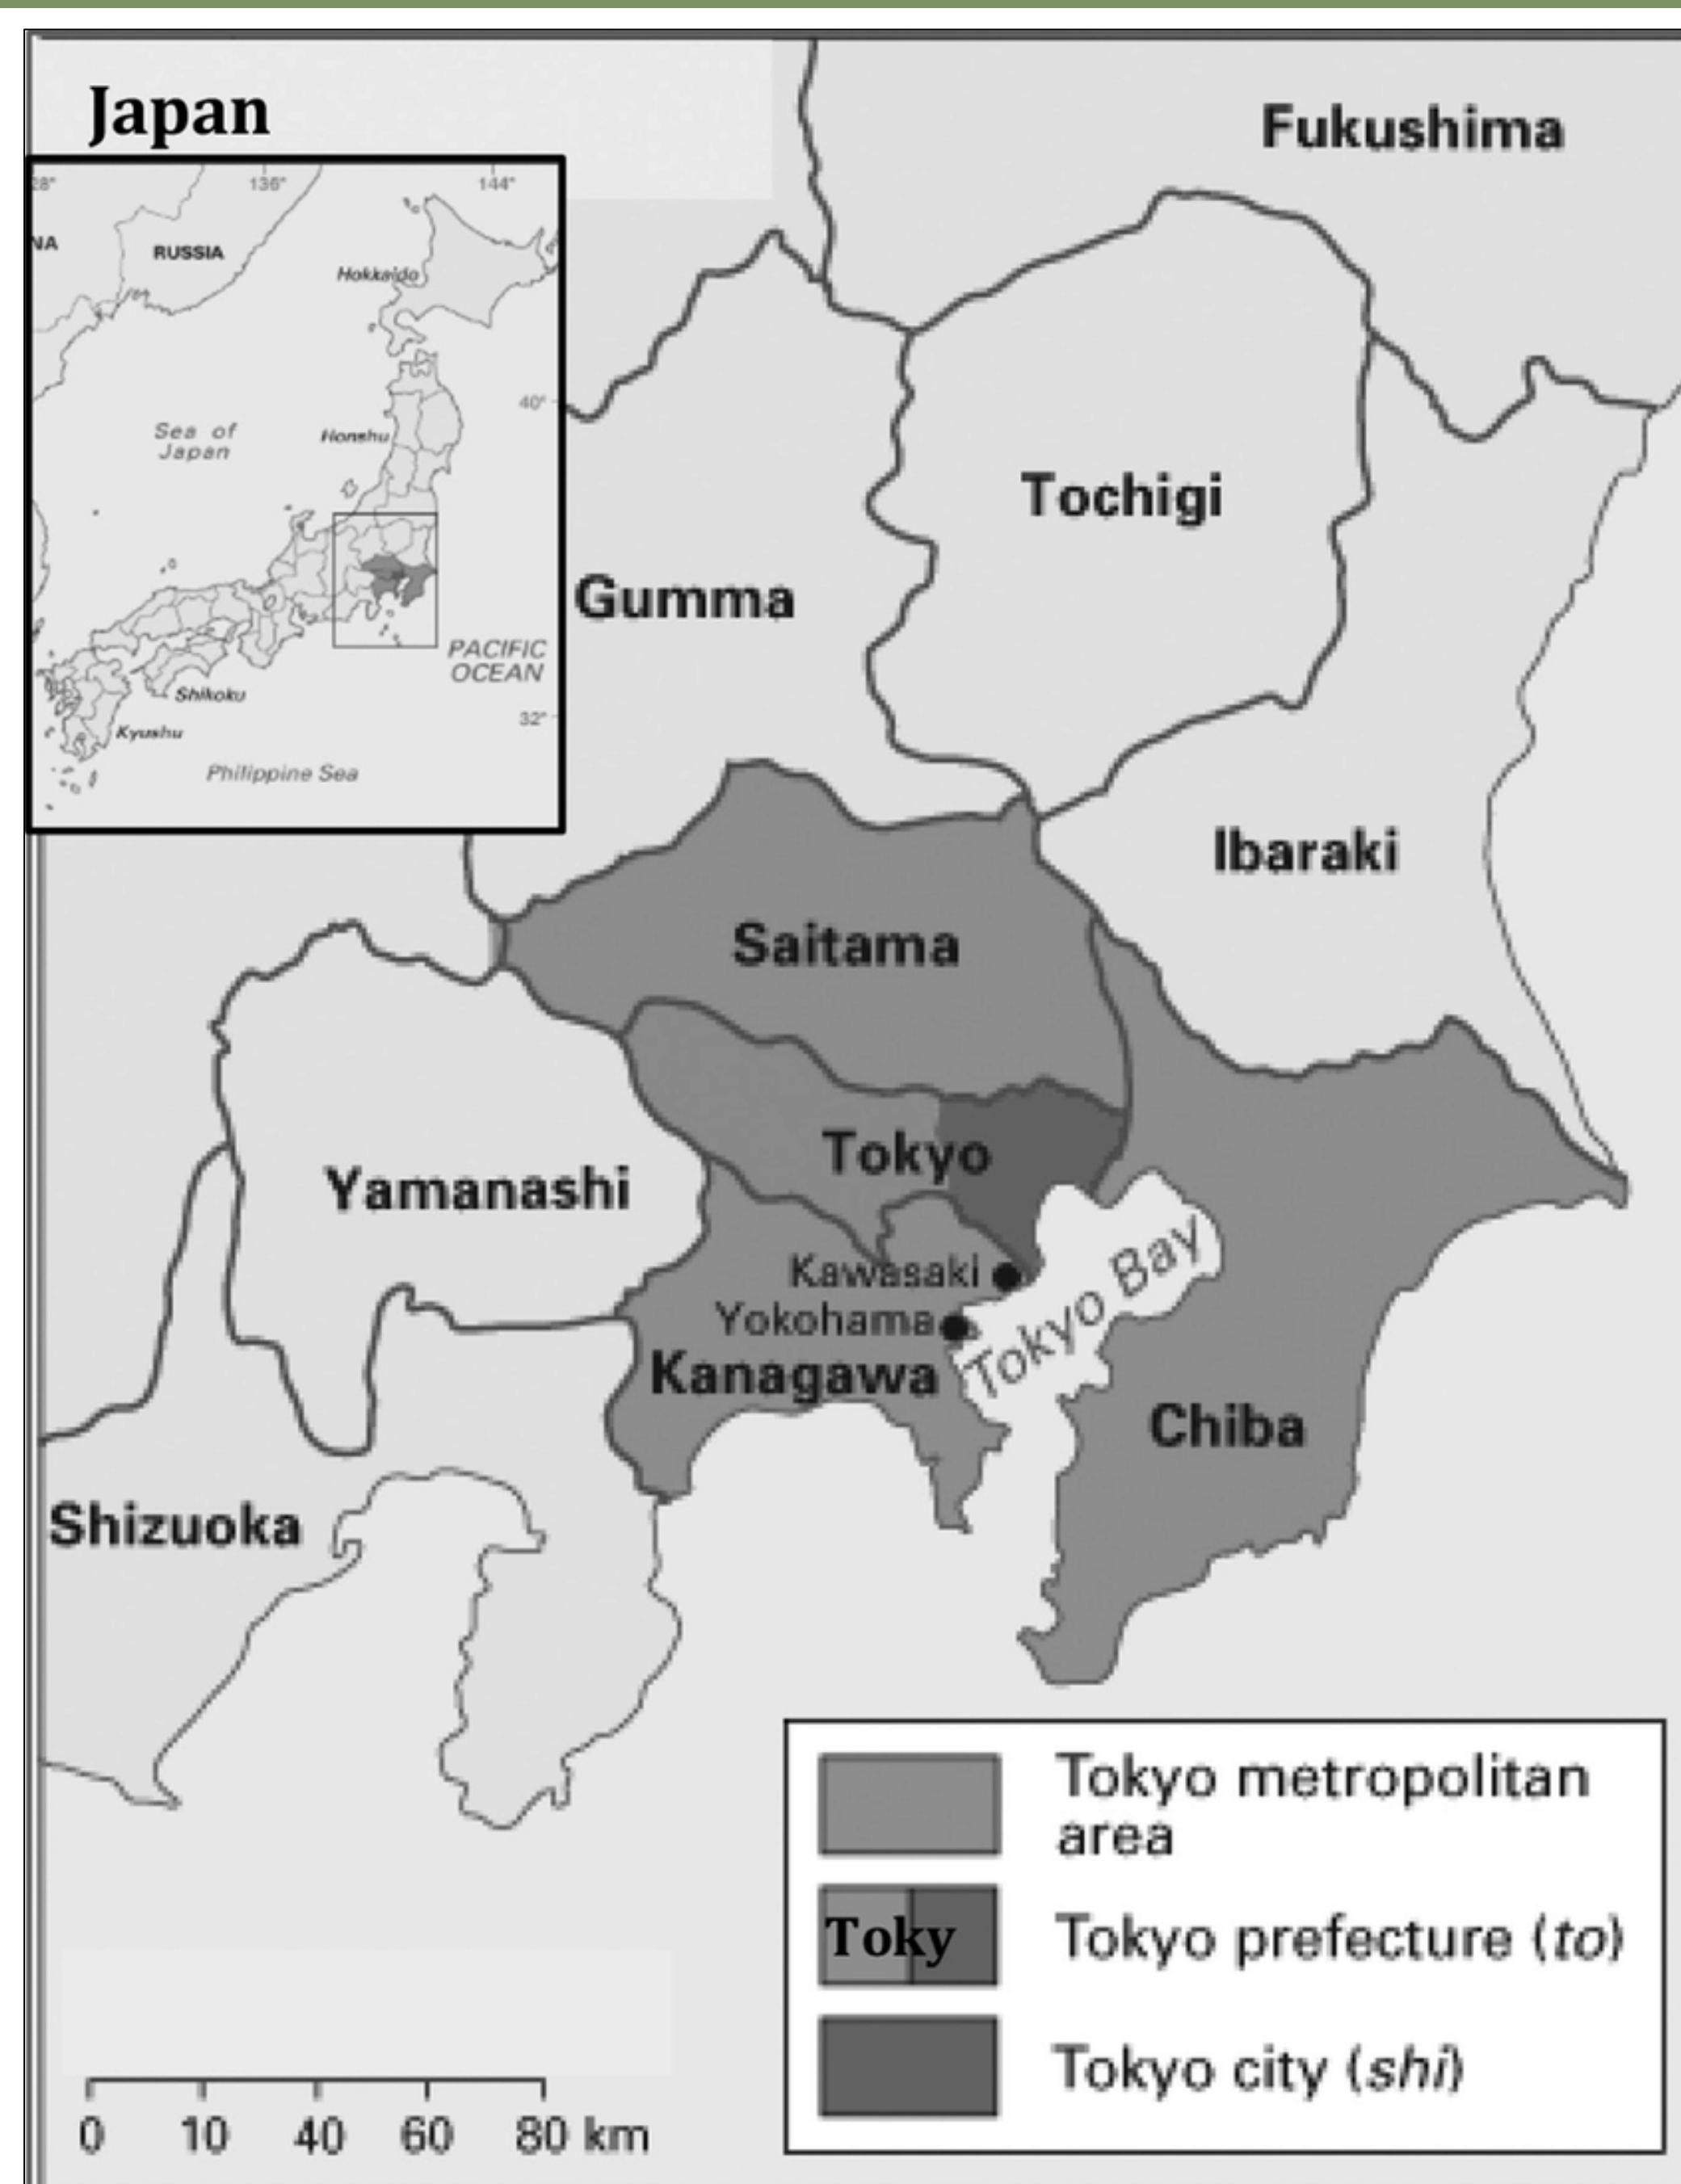 Japan
28°
136°
144°
NA
RUSSIA
Hokkaido
40°
Sea of
Japan
Honshu
PACIFIC
OCEAN
Shikoku
32°
Kyushu
Philippine Sea
Fukushima
Tochigi
Gumma
Ibaraki
Saitama
Tokyo
Yamanashi
Kawasaki
Tokyo Bay
Yokohama
Kanagawa
Chiba
Shizuoka
Tokyo metropolitan
area
Toky
Tokyo prefecture (to)
Tokyo city (shi)
0 10 40 60 80 km